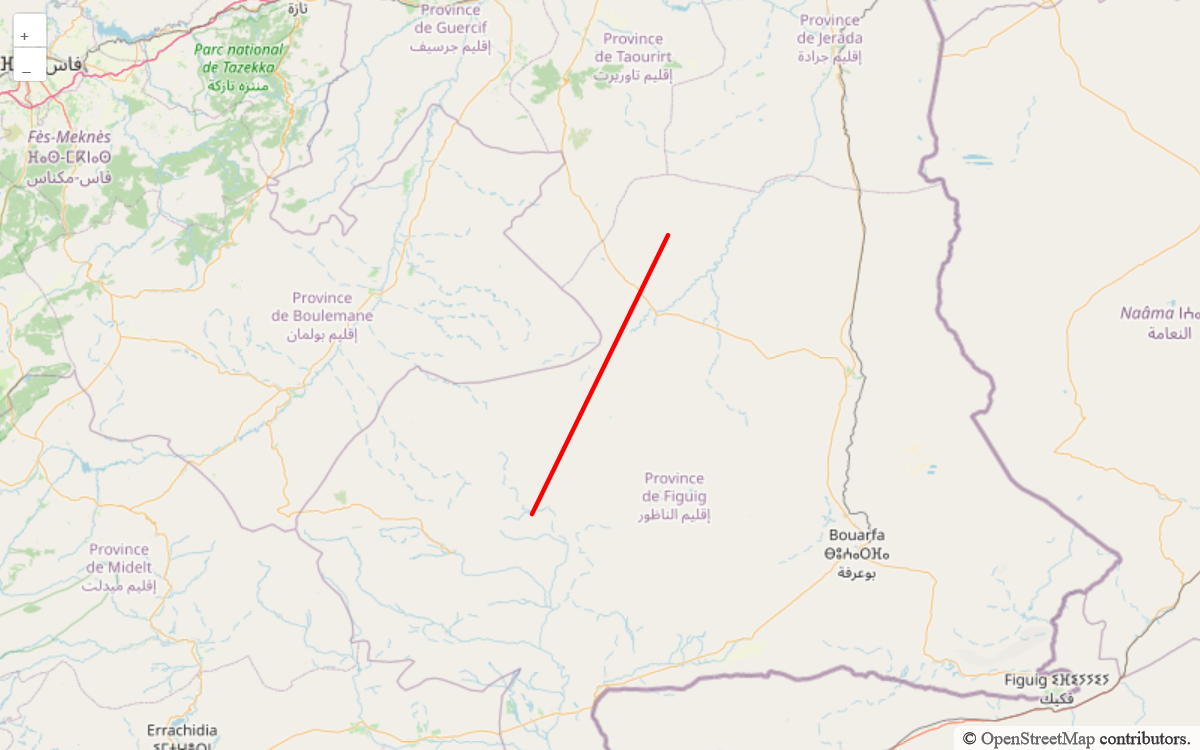 +
–
تازة
Province
de Guercif
إقليم جرسيف
Province
de Taourirt
إقليم تاوريرت
Province
de Jerada
إقليم جرادة
Parc national
de Tazekka
منتزه تازكة
فاس
Fès-Meknès
ⴼⴰⵙ-ⵎⴽⵏⴰⵙ
فاس-مكناس
Province
de Boulemane
إقليم بولمان
Naâma
النعامة
Province
de Figuig
إقليم الناظور
Province
de Midelt
إقليم ميدلت
Bouarfa
ⴱⵓⵄⴰⵔⴼⴰ
بوعرفة
Figuig ⵉⴼⵉⵢⵢⵉⵢ
فكيك
Errachidia
© OpenStreetMap contributors.